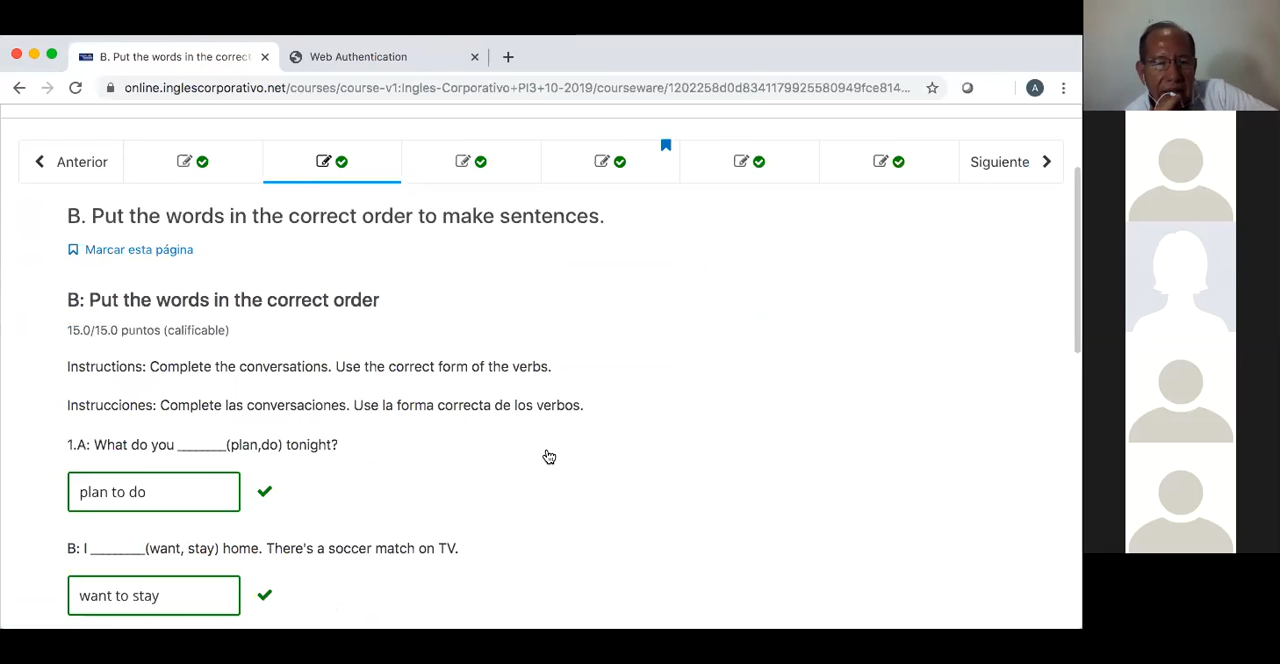 B. Put the words in the correct
Web Authentication
online.inglescorporativo.net/courses/course-v1:Ingles-Corporativo+PI3+10-2019/courseware/1202258d0d8341179925580949fce814...
A
Anterior
Siguiente
B. Put the words in the correct order to make sentences.
Marcar esta página
B: Put the words in the correct order
15.0/15.0 puntos (calificable)
Instructions: Complete the conversations. Use the correct form of the verbs.
Instrucciones: Complete las conversaciones. Use la forma correcta de los verbos.
1.A: What do you _______(plan,do) tonight?
plan to do
B: I ________(want, stay) home. There's a soccer match on TV.
want to stay